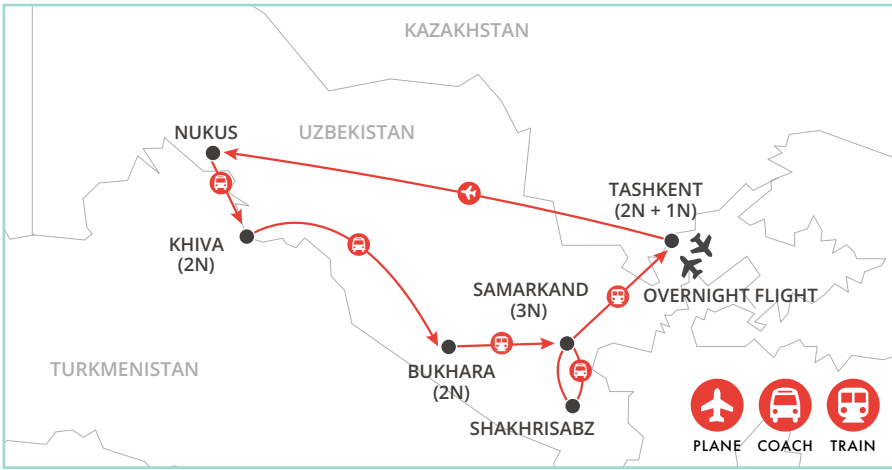 KAZAKHSTAN
NUKUS
UZBEKISTAN
TASHKENT
(2N + 1N)
KHIVA
(2N)
SAMARKAND
(3N)
OVERNIGHT FLIGHT
TURKMENISTAN
BUKHARA
(2N)
SHAKHRISABZ
PLANE
COACH
TRAIN